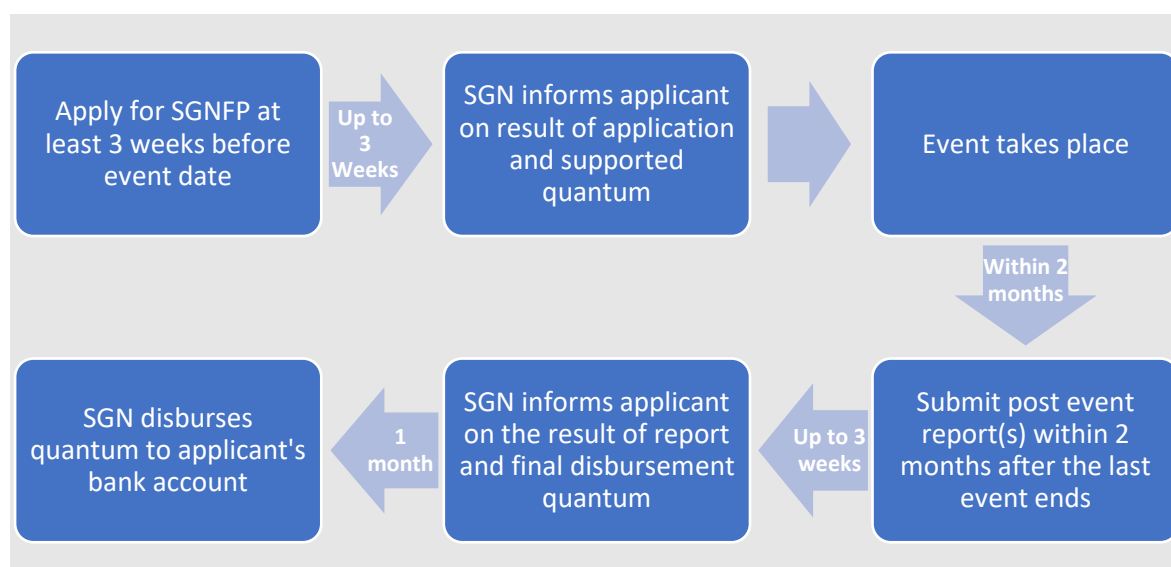 Apply for SGNFP at
least 3 weeks before
event date
Up to
3
Weeks
SGN informs applicant
on result of application
and supported
quantum
Event takes place
Within 2
months
Submit post event
report(s) within 2
months after the last
event ends
Up to 3
weeks
SGN informs applicant
on the result of report
and final disbursement
quantum
1
month
SGN disburses
quantum to applicant's
bank account